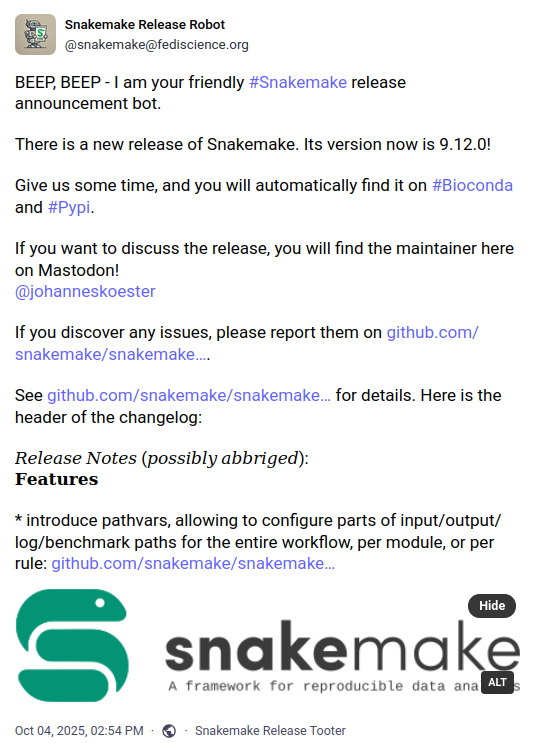 Snakemake Release Robot
@snakemake@fediscience.org
BEEP, BEEP - I am your friendly #Snakemake release
announcement bot.
There is a new release of Snakemake. Its version now is 9.12.0!
Give us some time, and you will automatically find it on #Bioconda
and #Pypi.
If you want to discuss the release, you will find the maintainer here
on Mastodon!
@johanneskoester
If you discover any issues, please report them on github.com/
snakemake/snakemake….
See github.com/snakemake/snakemake… for details. Here is the
header of the changelog:
Release Notes (possibly abbriged):
Features
* introduce pathvars, allowing to configure parts of input/output/
log/benchmark paths for the entire workflow, per module, or per
rule: github.com/snakemake/snakemake…
Hide
snakemake
A framework for reproducible data
ALT
Oct 04, 2025, 02:54 PM · · Snakemake Release Tooter